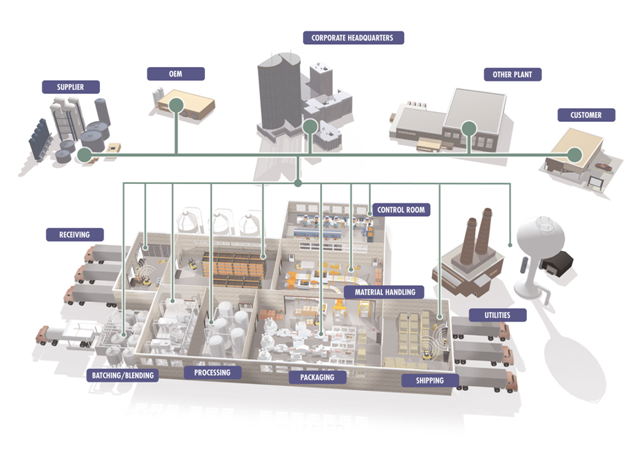 CORPORATE HEADQUARTERS
OEM
OTHER PLANT
SUPPLIER
CUSTOMER
CONTROL ROOM
RECEIVING
MATERIAL HANDLING
UTILITIES
BATCHING/BLENDING
PROCESSING
PACKAGING
SHIPPING